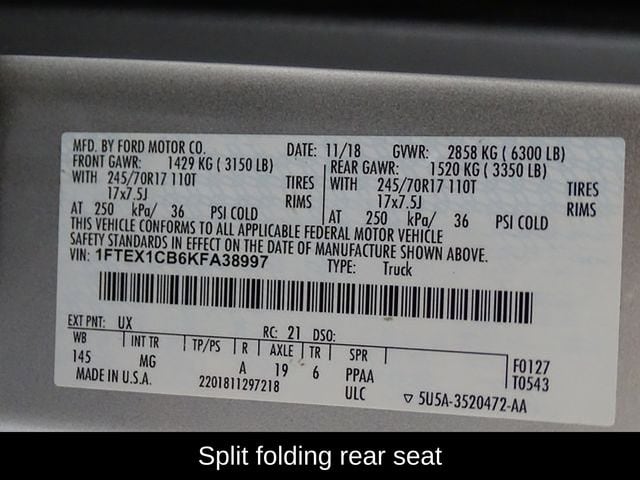 MFD. BY FORD MOTOR CO. DATE: 11/18 GVWR: 2858 KG ( 6300 LB)
FRONT GAWR: 1429 KG ( 3150 LB) REAR GAWR: 1520 KG ( 3350 LB)
WITH 245/70R17 110T TIRES WITH 245/70R17 110T TIRES
17x7.5J RIMS 17x7.5J RIMS
AT 250 kPa/ 36 PSI COLD AT 250 kPa/ 36 PSI COLD
THIS VEHICLE CONFORMS TO ALL APPLICABLE FEDERAL MOTOR VEHICLE
SAFETY STANDARDS IN EFFECT ON THE DATE OF MANUFACTURE SHOWN ABOVE.
VIN: 1FTEX1CB6KFA38997
TYPE: Truck
EXT PNT: UX RC: 21 DSO:
WB INT TR TP/PS R AXLE TR SPR
145 MG A 19 6 PPAA F0127
ULC T0543
MADE IN U.S.A. 2201811297218 ▽ 5U5A-3520472-AA
Split folding rear seat